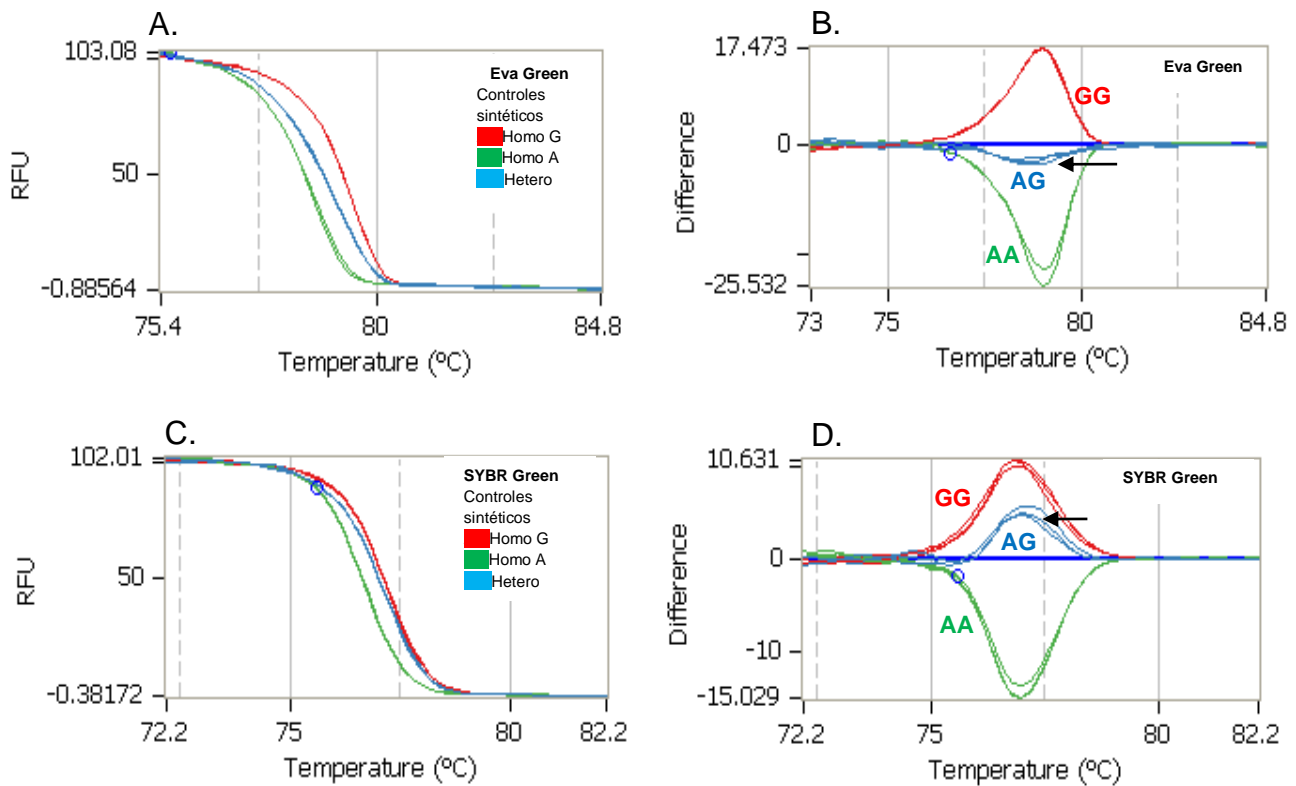 A.
103.08
50
-0.88564
RFU
75.4
80
84.8
Temperature (ºC)
Eva Green
Controles
sintéticos
Homo G
Homo A
Hetero
B.
17.473
0
-25.532
Difference
73
75
80
84.8
Temperature (ºC)
Eva Green
GG
AG
AA
C.
102.01
50
-0.38172
RFU
72.2
75
80
82.2
Temperature (ºC)
SYBR Green
Controles
sintéticos
Homo G
Homo A
Hetero
D.
10.631
0
-10
-15.029
Difference
72.2
75
80
82.2
Temperature (ºC)
SYBR Green
GG
AG
AA